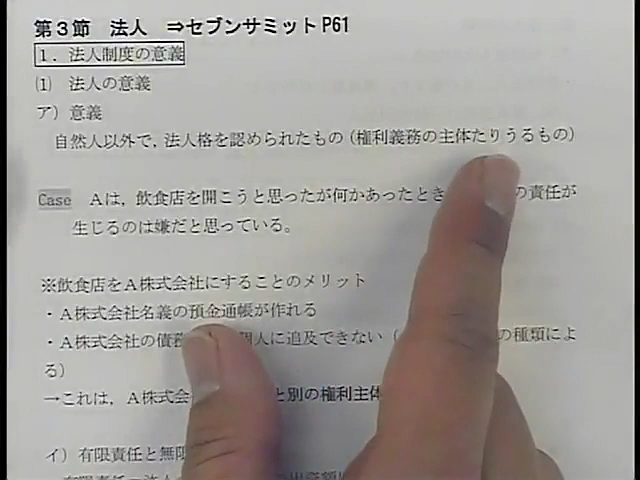 第3節　法人　⇒セブンサミットP61
1．法人制度の意義
⑴　法人の意義
ア）意義
自然人以外で，法人格を認められたもの（権利義務の主体たりうるもの）
Case　Aは，飲食店を開こうと思ったが何かあったとき の責任が
生じるのは嫌だと思っている。
※飲食店をA株式会社にすることのメリット
・A株式会社名義の預金通帳が作れる
・A株式会社の債務 個人に追及できない（ の種類によ
る）
→これは，A株式会 と別の権利主体
イ）有限責任と無限